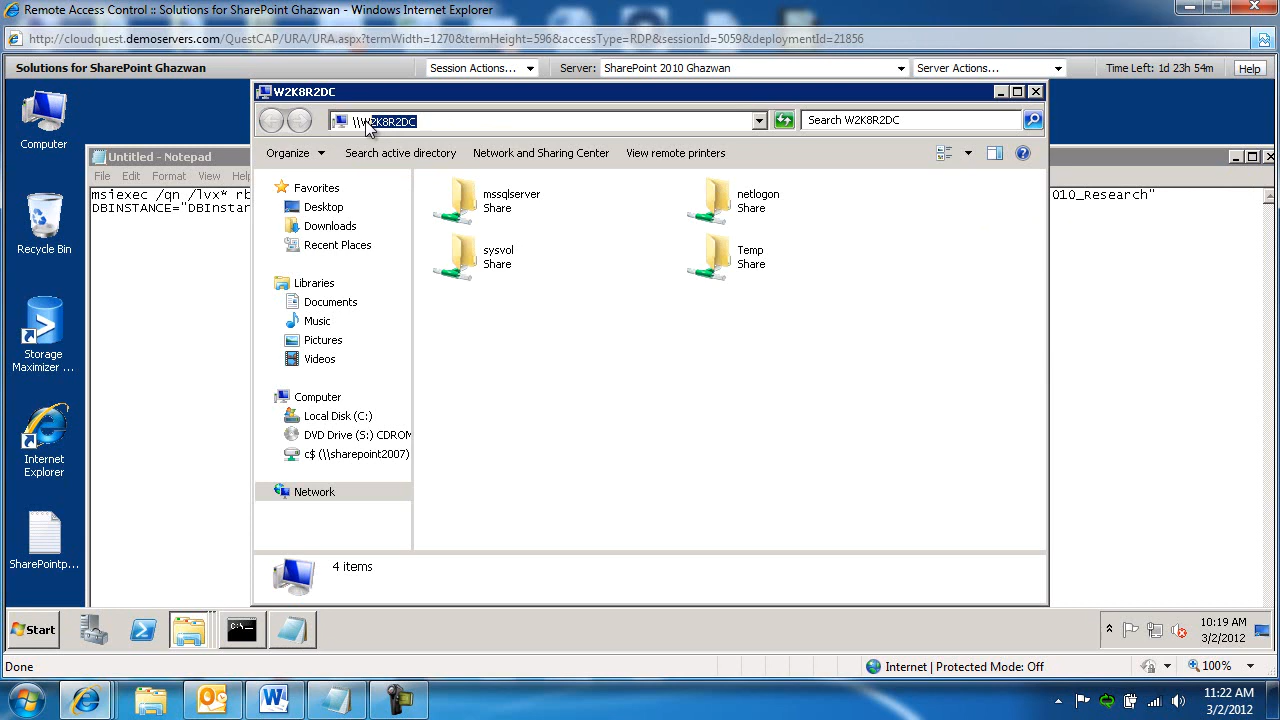 Remote Access Control :: Solutions for SharePoint Ghazwan - Windows Internet Explorer
http://cloudquest.demoservers.com/QuestCAP/URA/URA.aspx?termWidth=1270&termHeight=596&accessType=RDP&sessionId=5059&deploymentId=21856
Solutions for SharePoint Ghazwan
Session Actions...
Server:
SharePoint 2010 Ghazwan
Server Actions...
Time Left: 1d 23h 54m
Help
Computer
Recycle Bin
Storage
Maximizer ...
Internet
Explorer
SharePointp...
Untitled - Notepad
File Edit Format View Help
msiexec /qn /lvx* rb
010_Research"
DBINSTANCE="DBInstan
W2K8R2DC
\\W2K8R2DC
Search W2K8R2DC
Organize
Search active directory
Network and Sharing Center
View remote printers
Favorites
Desktop
Downloads
Recent Places
Libraries
Documents
Music
Pictures
Videos
Computer
Local Disk (C:)
DVD Drive (S:) CDROM
c$ (\\sharepoint2007)
Network
mssqlserver
Share
netlogon
Share
sysvol
Share
Temp
Share
4 items
Start
C:\.
10:19 AM
3/2/2012
Done
Internet | Protected Mode: Off
100%
11:22 AM
3/2/2012